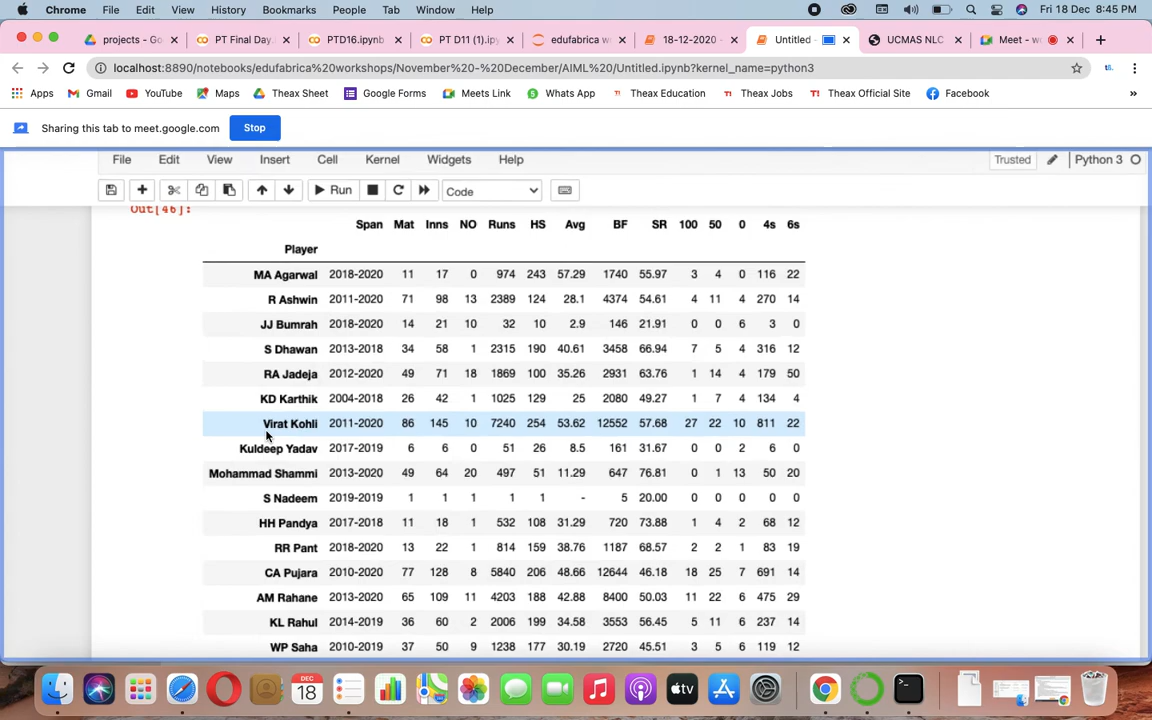 Chrome File Edit View History Bookmarks People Tab Window Help Fri 18 Dec 8:45 PM
projects - Go PT Final Day. PTD16.ipynb PT D11 (1).ipy edufabrica w 18-12-2020 - Untitled UCMAS NLC Meet - w
localhost:8890/notebooks/edufabrica%20workshops/November%20-%20December/AIML%20/Untitled.ipynb?kernel_name=python3
Apps Gmail YouTube Maps Theax Sheet Google Forms Meets Link Whats App Theax Education Theax Jobs Theax Official Site Facebook »
Sharing this tab to meet.google.com Stop
File Edit View Insert Cell Kernel Widgets Help Trusted Python 3
Run Code
Out[46]:
Span Mat Inns NO Runs HS Avg BF SR 100 50 0 4s 6s
Player
MA Agarwal 2018-2020 11 17 0 974 243 57.29 1740 55.97 3 4 0 116 22
R Ashwin 2011-2020 71 98 13 2389 124 28.1 4374 54.61 4 11 4 270 14
JJ Bumrah 2018-2020 14 21 10 32 10 2.9 146 21.91 0 0 6 3 0
S Dhawan 2013-2018 34 58 1 2315 190 40.61 3458 66.94 7 5 4 316 12
RA Jadeja 2012-2020 49 71 18 1869 100 35.26 2931 63.76 1 14 4 179 50
KD Karthik 2004-2018 26 42 1 1025 129 25 2080 49.27 1 7 4 134 4
Virat Kohli 2011-2020 86 145 10 7240 254 53.62 12552 57.68 27 22 10 811 22
Kuldeep Yadav 2017-2019 6 6 0 51 26 8.5 161 31.67 0 0 2 6 0
Mohammad Shammi 2013-2020 49 64 20 497 51 11.29 647 76.81 0 1 13 50 20
S Nadeem 2019-2019 1 1 1 1 1 - 5 20.00 0 0 0 0 0
HH Pandya 2017-2018 11 18 1 532 108 31.29 720 73.88 1 4 2 68 12
RR Pant 2018-2020 13 22 1 814 159 38.76 1187 68.57 2 2 1 83 19
CA Pujara 2010-2020 77 128 8 5840 206 48.66 12644 46.18 18 25 7 691 14
AM Rahane 2013-2020 65 109 11 4203 188 42.88 8400 50.03 11 22 6 475 29
KL Rahul 2014-2019 36 60 2 2006 199 34.58 3553 56.45 5 11 6 237 14
WP Saha 2010-2019 37 50 9 1238 177 30.19 2720 45.51 3 5 6 119 12
DEC
18
tv